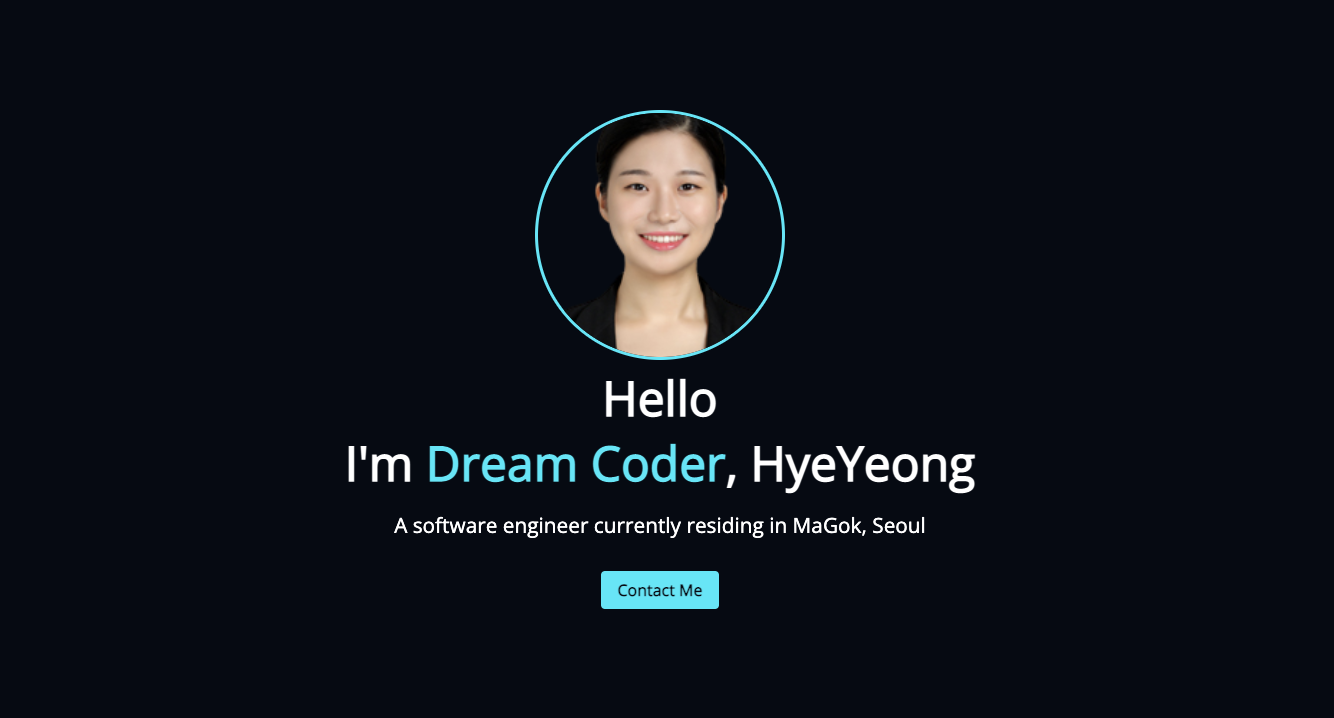 Hello
I'm Dream Coder, HyeYeong
A software engineer currently residing in MaGok, Seoul
Contact Me